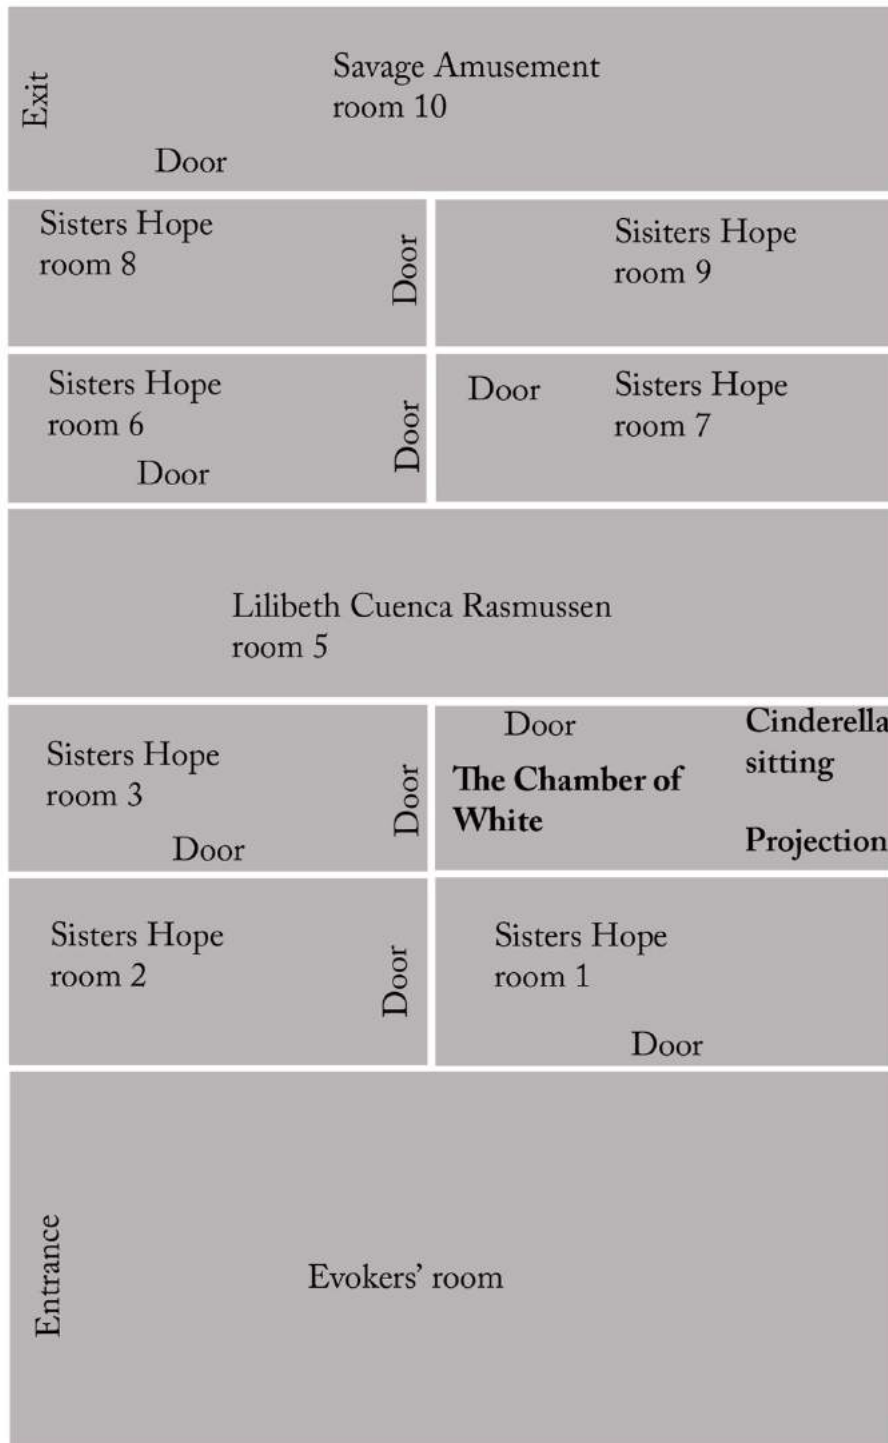 Savage Amusement
room 10
Exit
Door
Sisters Hope
room 8
Door
Sisiters Hope
room 9
Sisters Hope
room 6
Door
Door
Door
Sisters Hope
room 7
Lilibeth Cuenca Rasmussen
room 5
Sisters Hope
room 3
Door
Door
Door
The Chamber of
White
Cinderella
sitting
Projection
Sisters Hope
room 2
Door
Sisters Hope
room 1
Door
Entrance
Evokers’ room